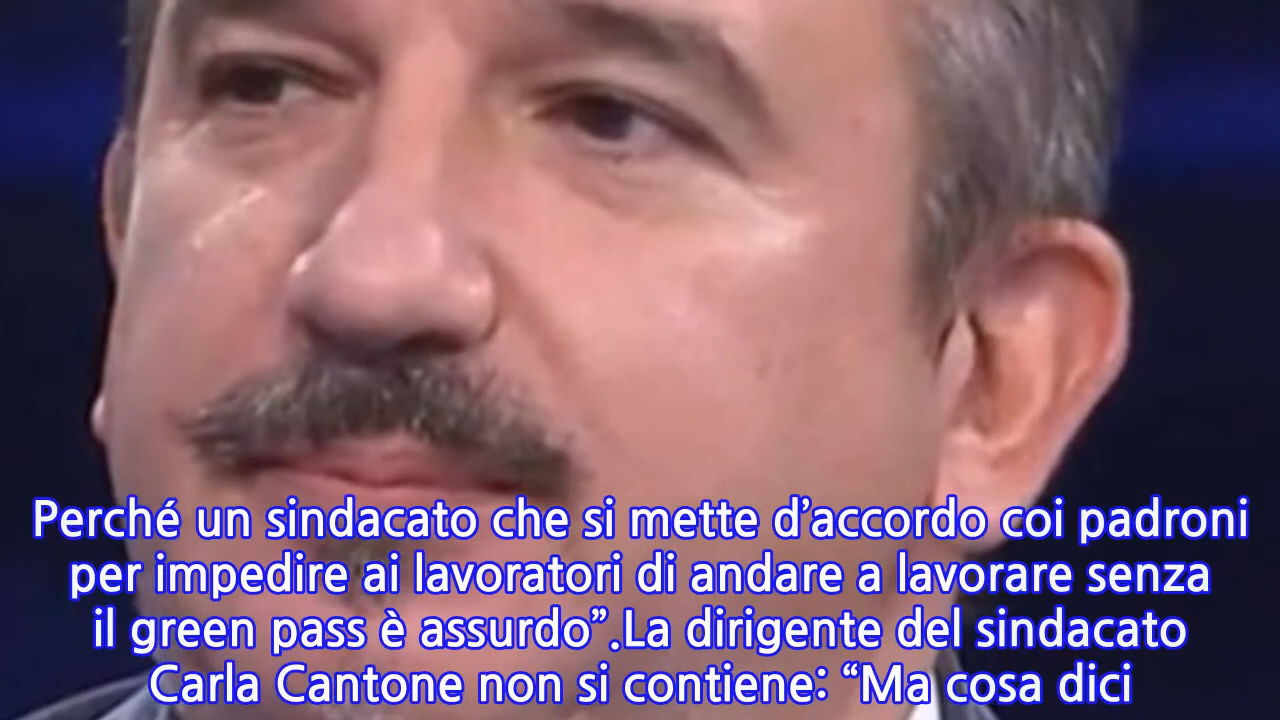 Perché un sindacato che si mette d’accordo coi padroni
per impedire ai lavoratori di andare a lavorare senza
il green pass è assurdo”.La dirigente del sindacato
Carla Cantone non si contiene: “Ma cosa dici